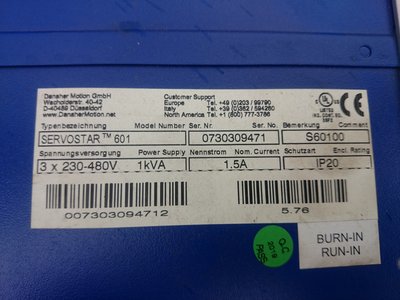 Danaher Motion GmbH
Wacholderstr. 40-42
D-40489 Düsseldorf
www.DanaherMotion.net
Customer Support
Europe Tel. +49 (0)203 / 99790
Italy Tel. +39 (0)362 / 594260
North America Tel. +1 (800) 777-3786
Typenbezeichnung Model Number Ser. Nr. Ser. No. Bemerkung Comment
SERVOSTAR™ 601 0730309471 S60100
Spannungsversorgung Power Supply Nennstrom Nom. Current Schutzart Encl. Rating
3 x 230-480V 1kVA 1.5A IP20
007303094712 5.76
Q.C
2019
PASS
BURN-IN
RUN-IN